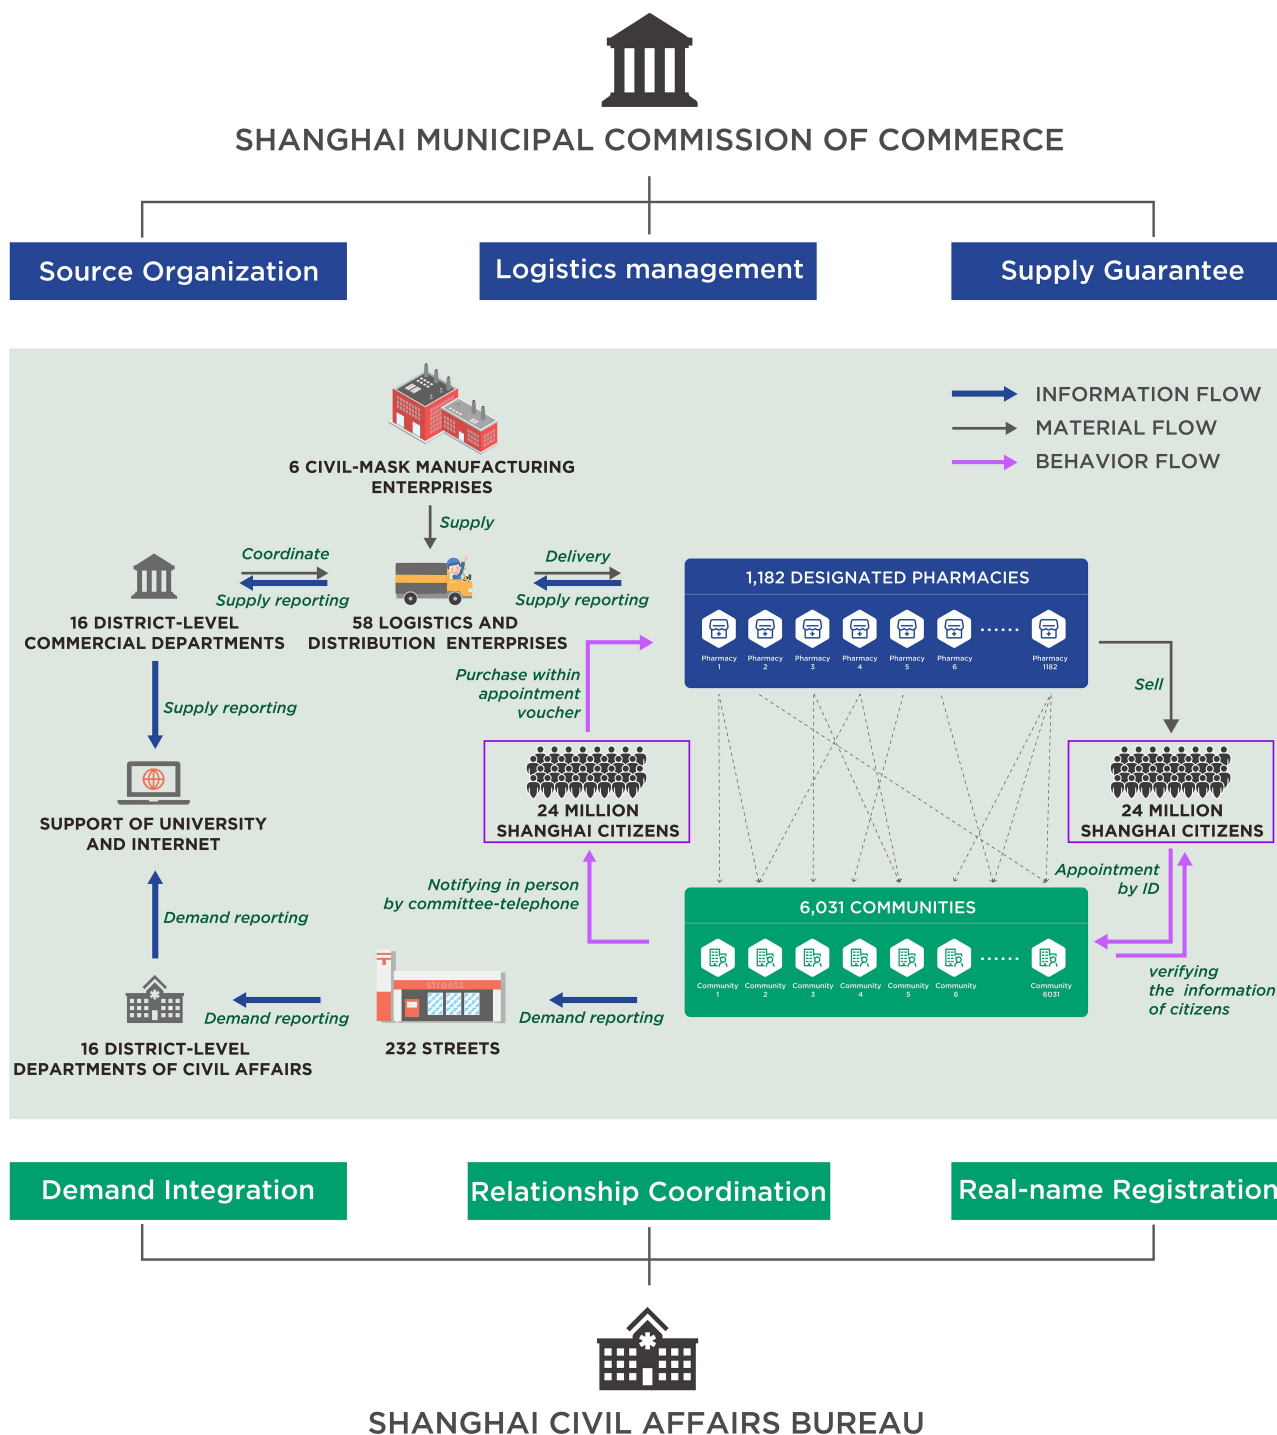 SHANGHAI MUNICIPAL COMMISSION OF COMMERCE
Source Organization
Logistics management
Supply Guarantee
INFORMATION FLOW
MATERIAL FLOW
BEHAVIOR FLOW
6 CIVIL-MASK MANUFACTURING
ENTERPRISES
Supply
Coordinate
Supply reporting
Delivery
Supply reporting
16 DISTRICT-LEVEL
COMMERCIAL DEPARTMENTS
58 LOGISTICS AND
DISTRIBUTION ENTERPRISES
1,182 DESIGNATED PHARMACIES
Pharmacy
1
Pharmacy
2
Pharmacy
3
Pharmacy
4
Pharmacy
5
Pharmacy
6
......
Pharmacy
1182
Purchase within
appointment
voucher
Sell
Supply reporting
SUPPORT OF UNIVERSITY
AND INTERNET
24 MILLION
SHANGHAI CITIZENS
24 MILLION
SHANGHAI CITIZENS
Notifying in person
by committee-telephone
Appointment
by ID
Demand reporting
6,031 COMMUNITIES
Community
1
Community
2
Community
3
Community
4
Community
5
Community
6
......
Community
6031
verifying
the information
of citizens
streets
Demand reporting
Demand reporting
16 DISTRICT-LEVEL
DEPARTMENTS OF CIVIL AFFAIRS
232 STREETS
Demand Integration
Relationship Coordination
Real-name Registration
SHANGHAI CIVIL AFFAIRS BUREAU